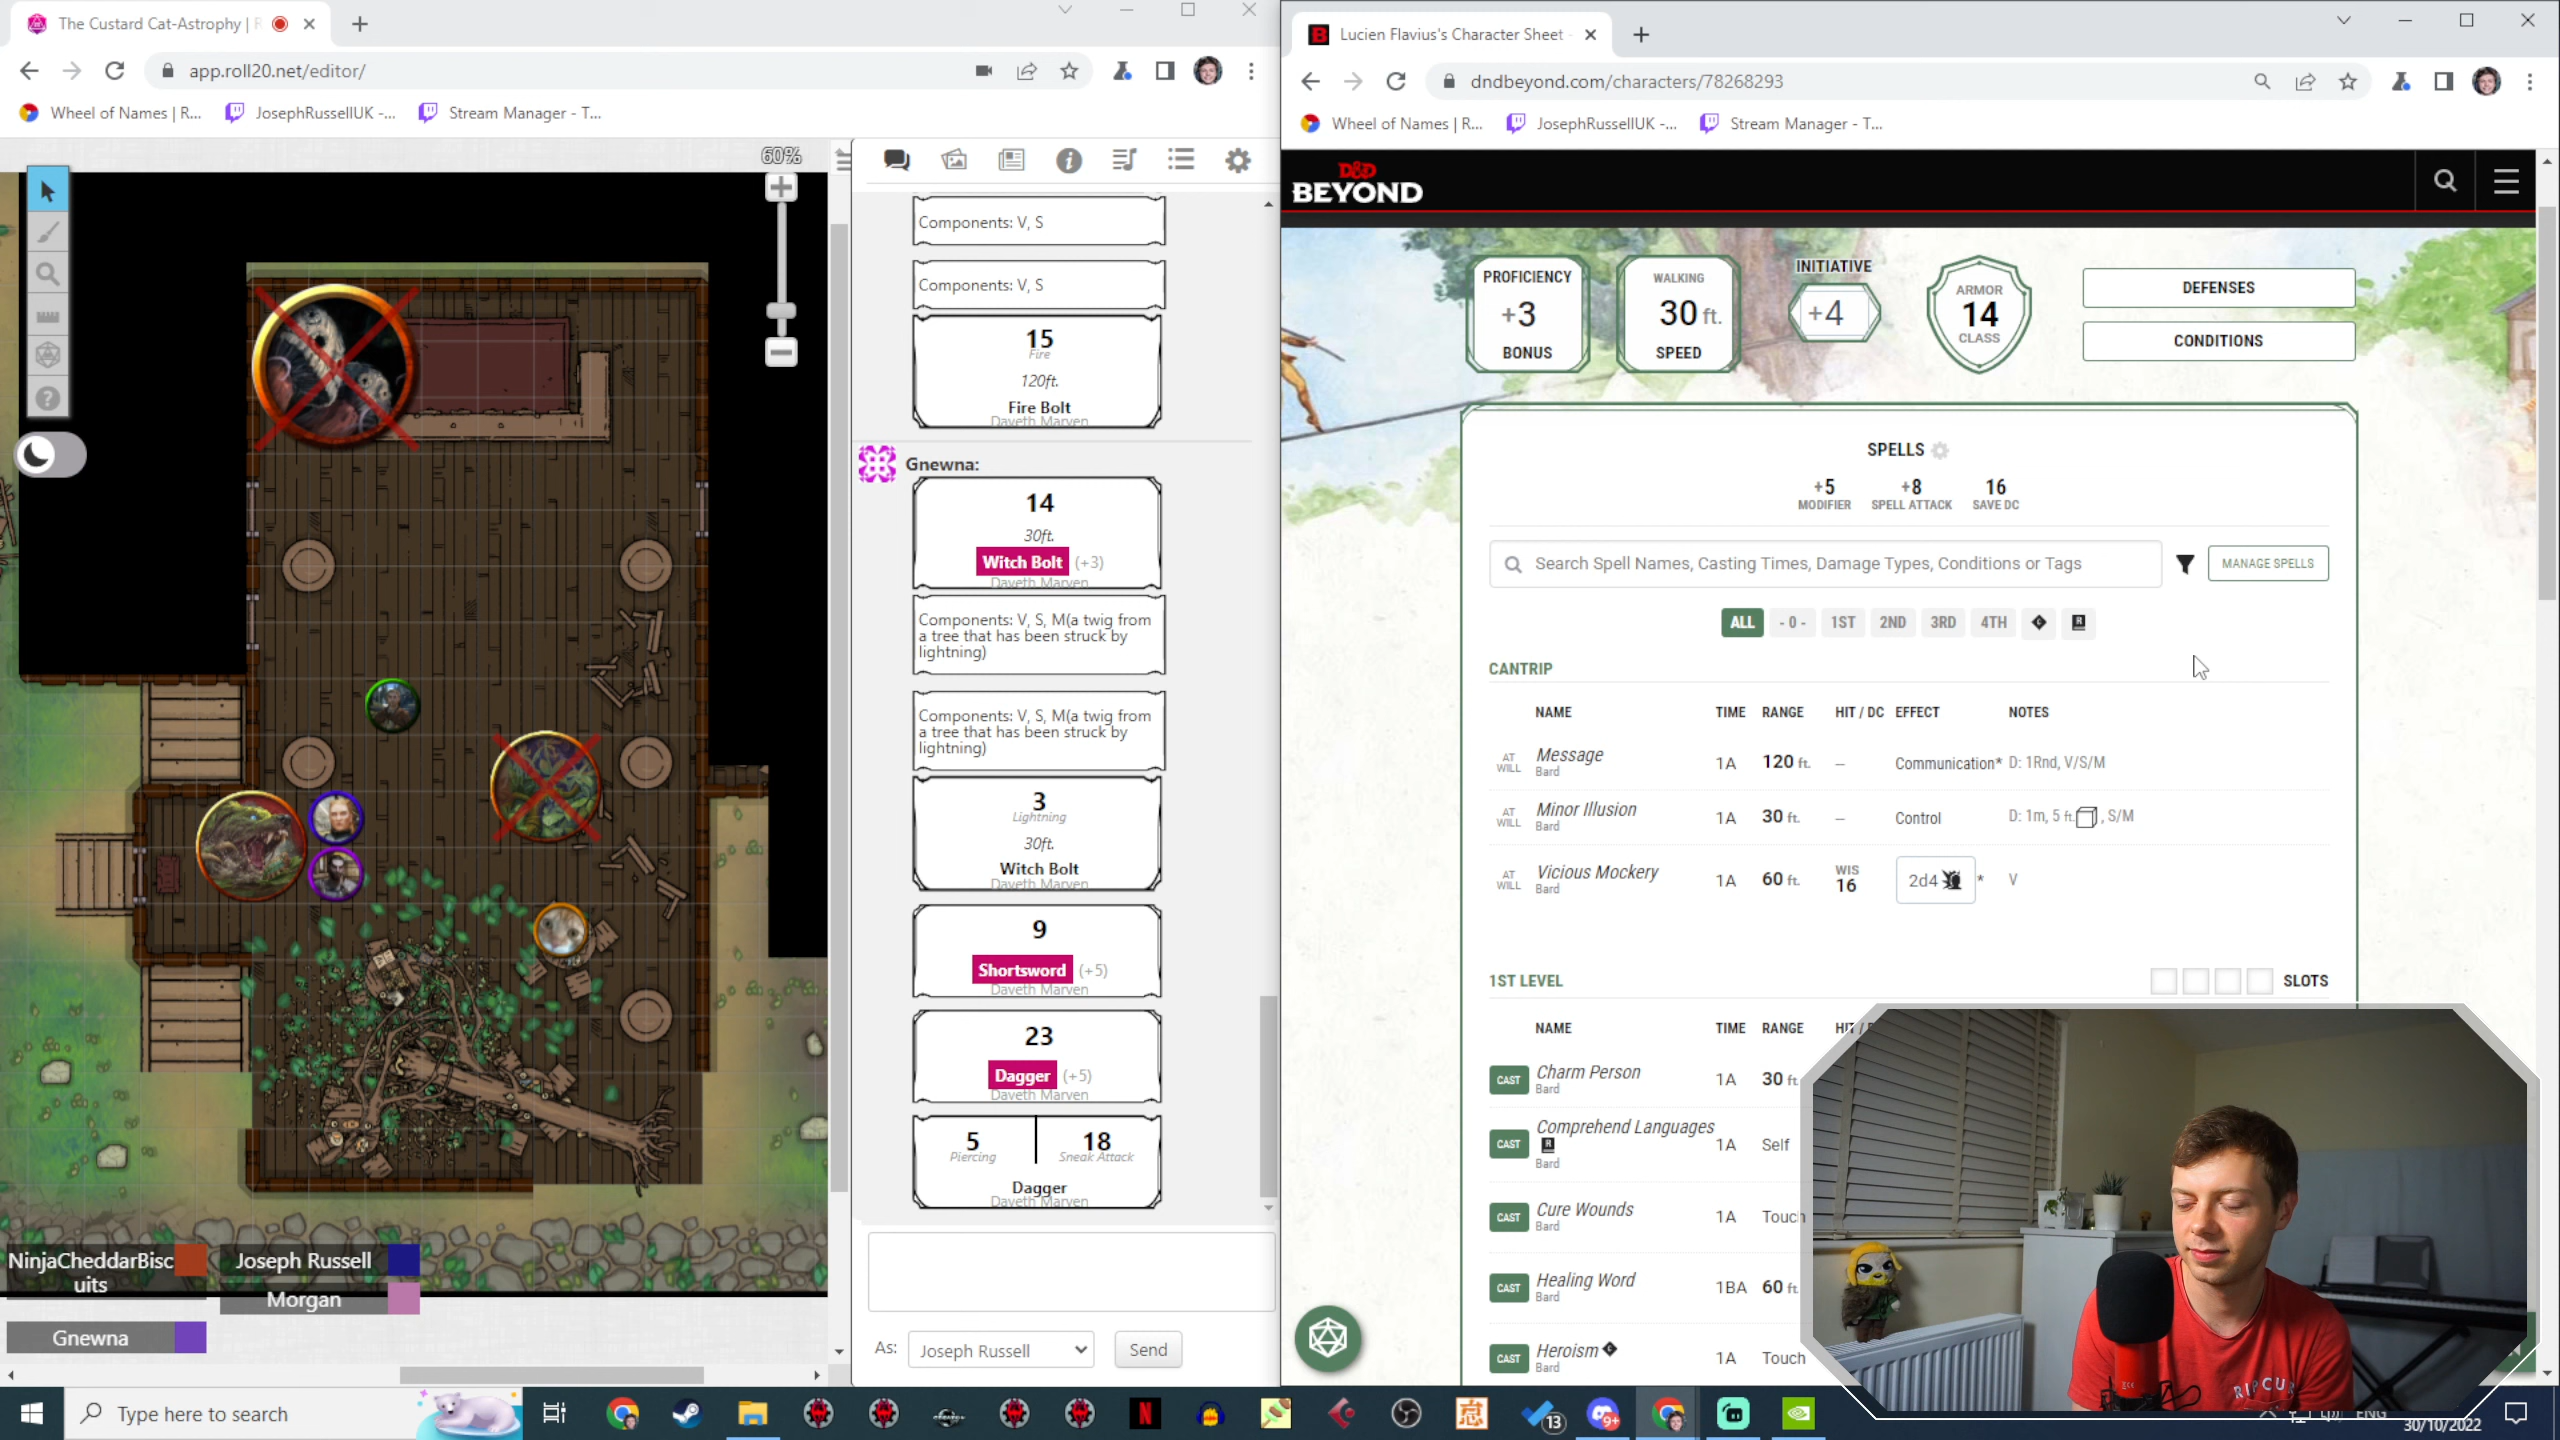 The Custard Cat-Astrophy | R
app.roll20.net/editor/
Wheel of Names | R...
JosephRussellUK -...
Stream Manager - T...
60%
Components: V, S
Components: V, S
15
Fire
120ft.
Fire Bolt
Daveth Marven
Gnewna:
14
30ft.
Witch Bolt (+3)
Daveth Marven
Components: V, S, M(a twig from
a tree that has been struck by
lightning)
Components: V, S, M(a twig from
a tree that has been struck by
lightning)
3
Lightning
30ft.
Witch Bolt
Daveth Marven
9
Shortsword (+5)
Daveth Marven
23
Dagger (+5)
Daveth Marven
5
Piercing
18
Sneak Attack
Dagger
Daveth Marven
NinjaCheddarBisc
uits
Joseph Russell
Morgan
Gnewna
As: Joseph Russell Send
Lucien Flavius's Character Sheet -
dndbeyond.com/characters/78268293
Wheel of Names | R...
JosephRussellUK -...
Stream Manager - T...
D&D
BEYOND
PROFICIENCY
+3
BONUS
WALKING
30 ft.
SPEED
INITIATIVE
+4
ARMOR
14
CLASS
DEFENSES
CONDITIONS
SPELLS
+5
MODIFIER
+8
SPELL ATTACK
16
SAVE DC
Search Spell Names, Casting Times, Damage Types, Conditions or Tags
MANAGE SPELLS
ALL - 0 - 1ST 2ND 3RD 4TH C R
CANTRIP
NAME TIME RANGE HIT / DC EFFECT NOTES
AT WILL Message Bard 1A 120 ft. – Communication* D: 1Rnd, V/S/M
AT WILL Minor Illusion Bard 1A 30 ft. – Control D: 1m, 5 ft. , S/M
AT WILL Vicious Mockery Bard 1A 60 ft. WIS 16 2d4 * V
1ST LEVEL SLOTS
NAME TIME RANGE
CAST Charm Person Bard 1A 30 ft.
CAST Comprehend Languages R Bard 1A Self
CAST Cure Wounds Bard 1A Touch
CAST Healing Word Bard 1BA 60 ft.
CAST Heroism C Bard 1A Touch
RIP CU
Type here to search
13
9+
ENG
30/10/2022